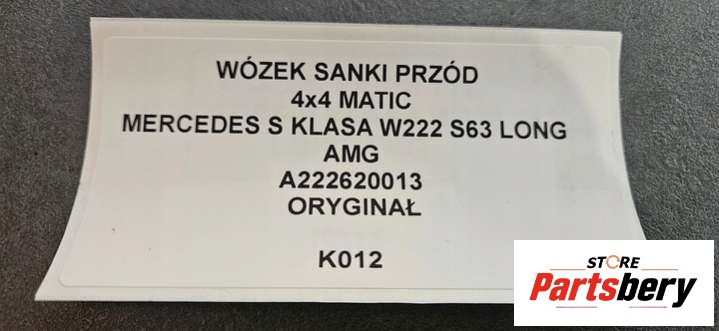 WÓZEK SANKI PRZÓD
4x4 MATIC
MERCEDES S KLASA W222 S63 LONG
AMG
A222620013
ORYGINAŁ
K012
STORE
Partsbery